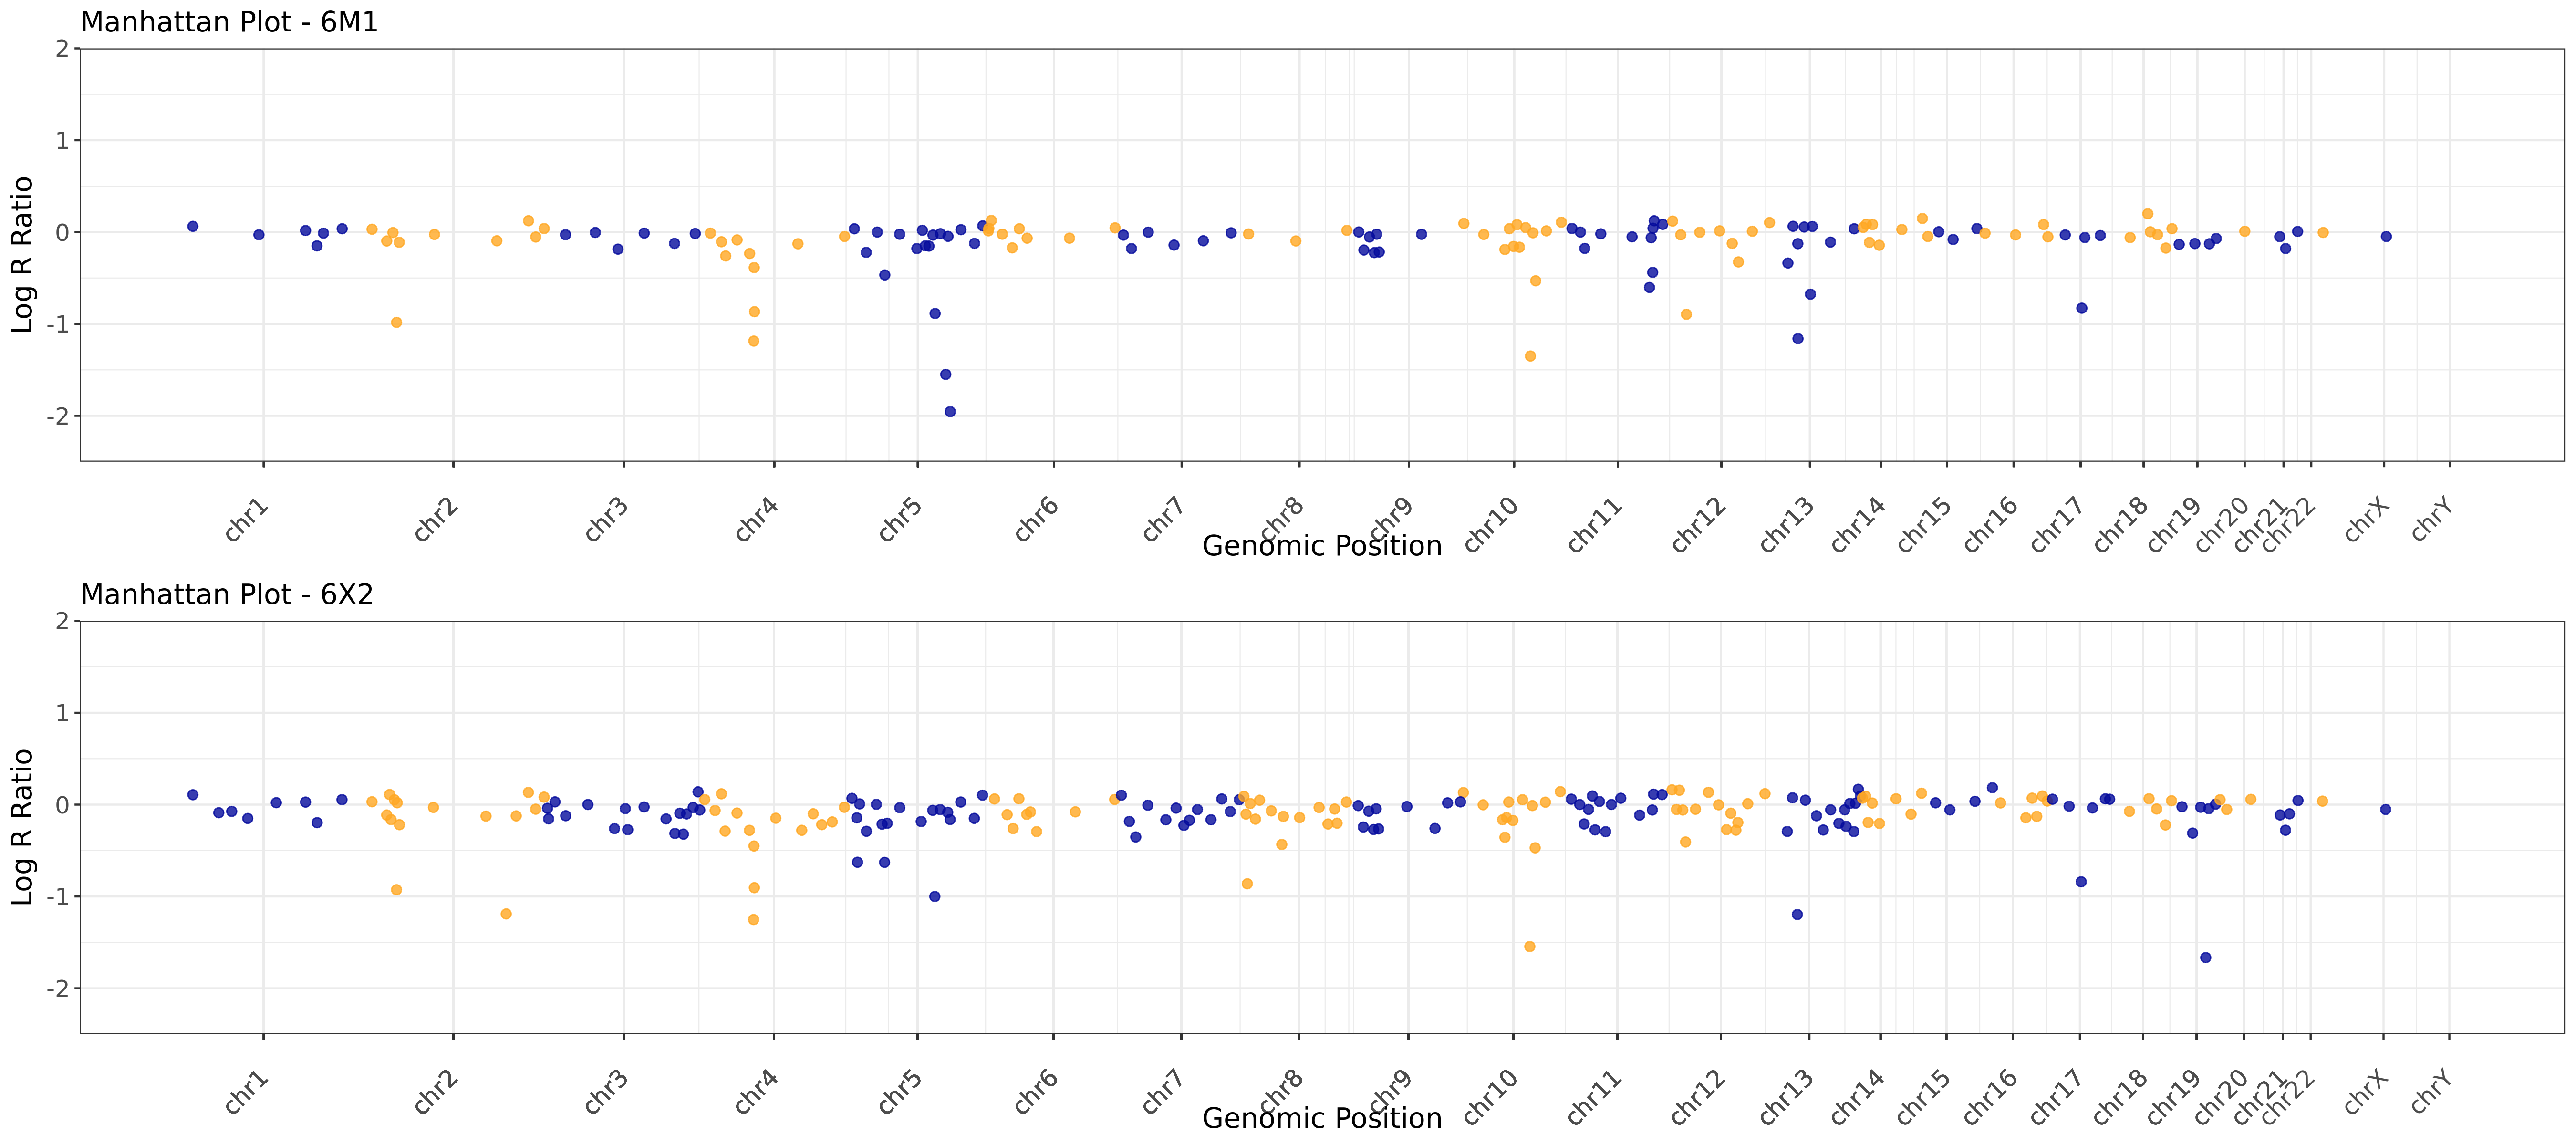 Manhattan Plot - 6M1
2
1
0
-1
-2
Log R Ratio
chr1 chr2 chr3 chr4 chr5 chr6 chr7 chr8 chr9 chr10 chr11 chr12 chr13 chr14 chr15 chr16 chr17 chr18 chr19 chr20 chr21 chr22 chrX chrY
Genomic Position
Manhattan Plot - 6X2
2
1
0
-1
-2
Log R Ratio
chr1 chr2 chr3 chr4 chr5 chr6 chr7 chr8 chr9 chr10 chr11 chr12 chr13 chr14 chr15 chr16 chr17 chr18 chr19 chr20 chr21 chr22 chrX chrY
Genomic Position